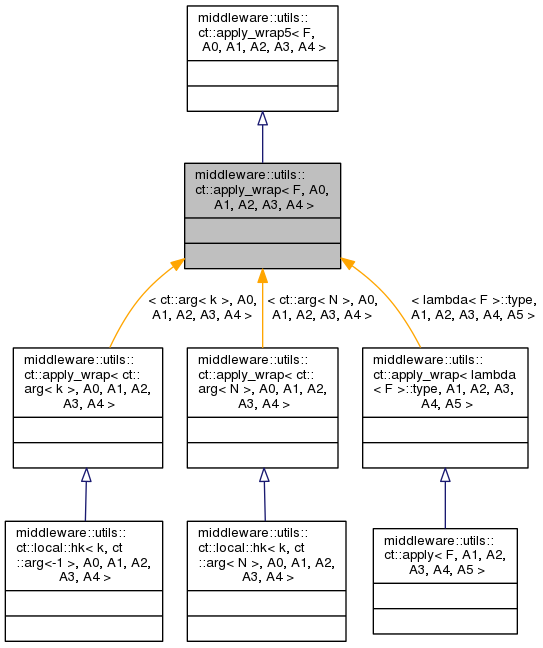 middleware::utils::
ct::apply_wrap5< F,
A0, A1, A2, A3, A4 >
middleware::utils::
ct::apply_wrap< F, A0,
A1, A2, A3, A4 >
< ct::arg< k >, A0,
A1, A2, A3, A4 >
< ct::arg< N >, A0,
A1, A2, A3, A4 >
< lambda< F >::type,
A1, A2, A3, A4, A5 >
middleware::utils::
ct::apply_wrap< ct::
arg< k >, A0, A1, A2,
A3, A4 >
middleware::utils::
ct::apply_wrap< ct::
arg< N >, A0, A1, A2,
A3, A4 >
middleware::utils::
ct::apply_wrap< lambda
< F >::type, A1, A2, A3,
A4, A5 >
middleware::utils::
ct::local::hk< k, ct
::arg<-1 >, A0, A1, A2,
A3, A4 >
middleware::utils::
ct::local::hk< k, ct
::arg< N >, A0, A1, A2,
A3, A4 >
middleware::utils::
ct::apply< F, A1, A2,
A3, A4, A5 >